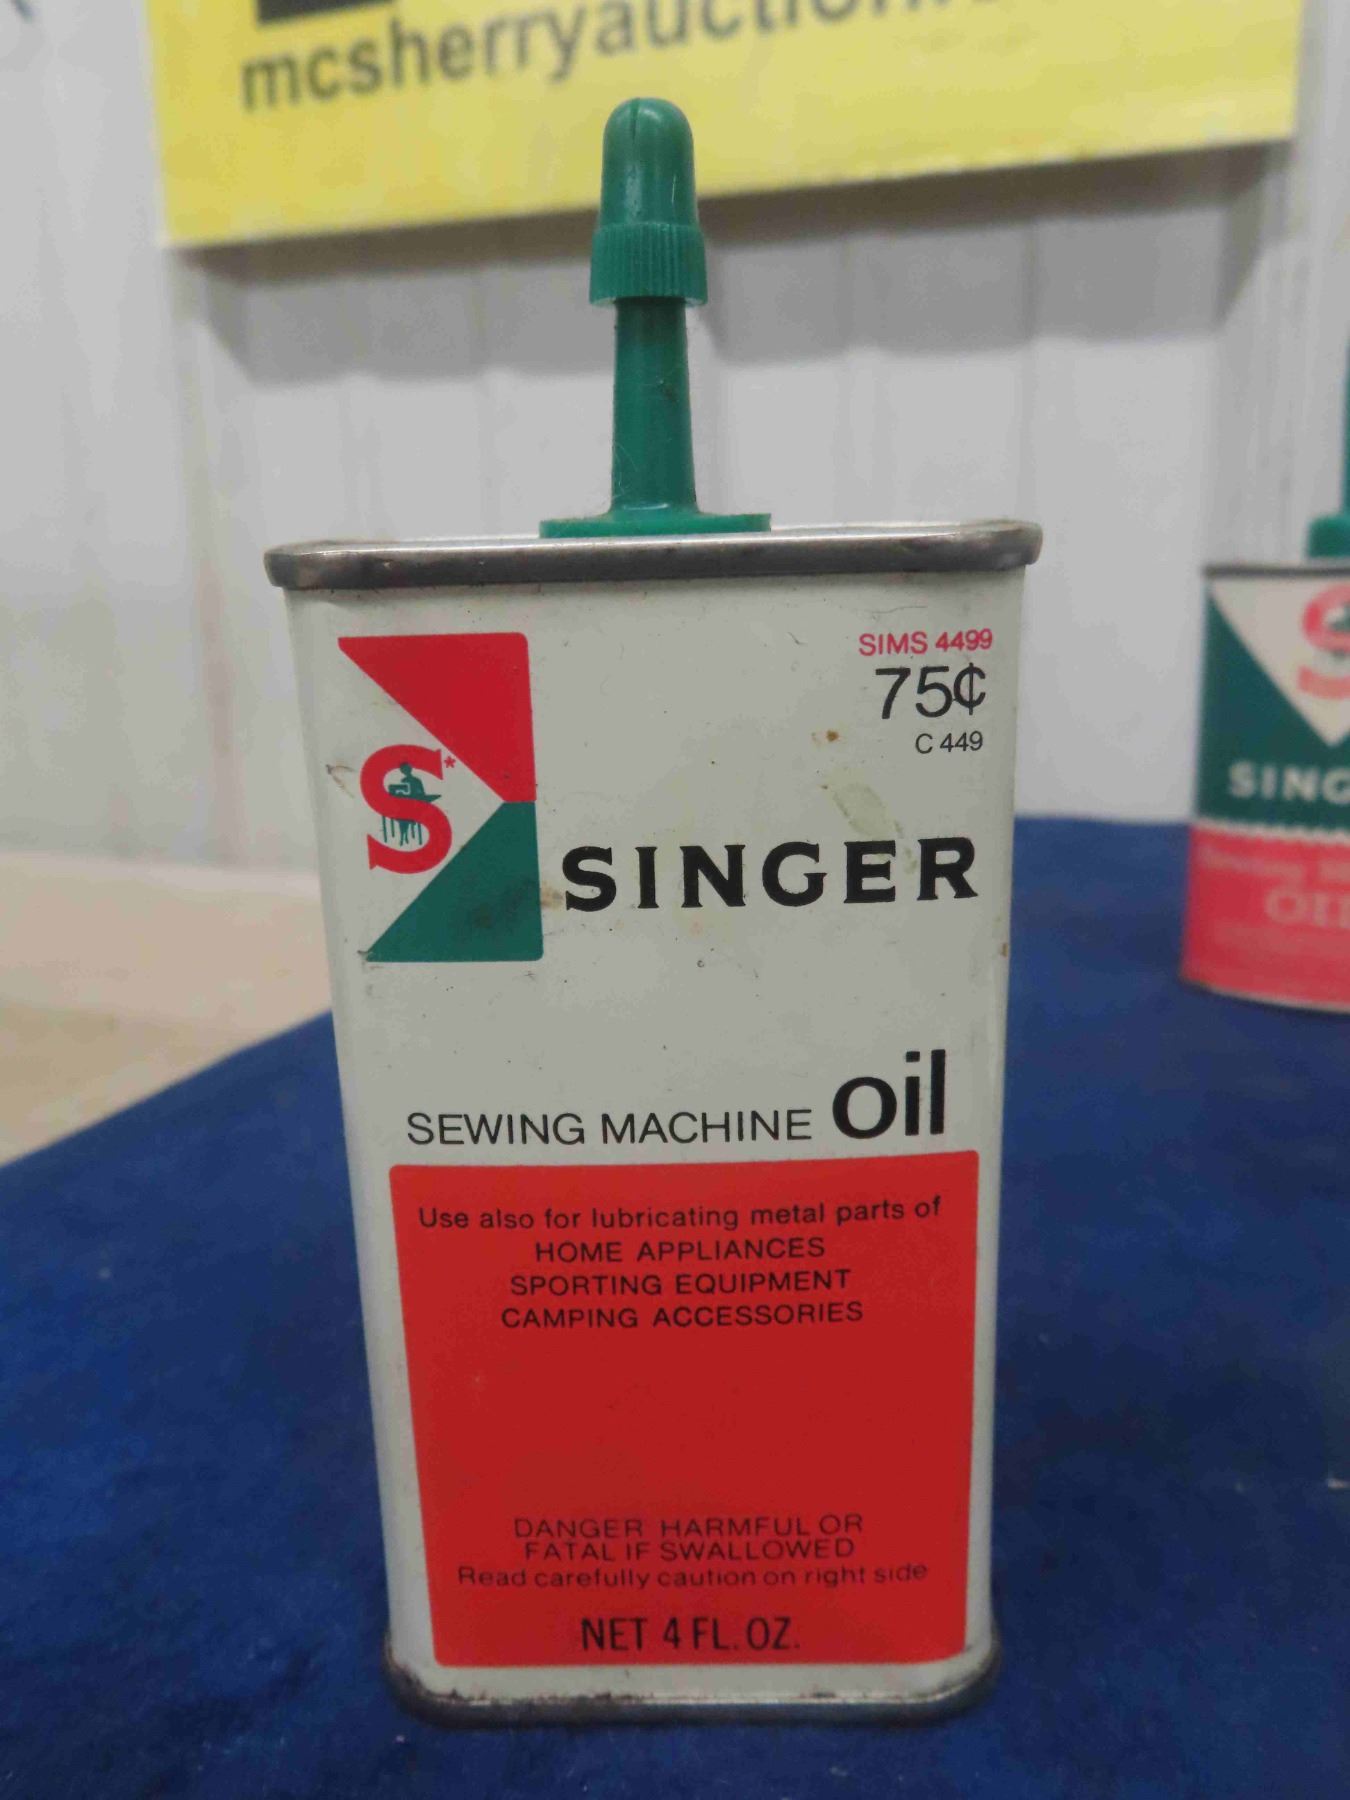 mcsherryauction
SIMS 4499
75¢
C 449
S*
SINGER
SEWING MACHINE oil
Use also for lubricating metal parts of
HOME APPLIANCES
SPORTING EQUIPMENT
CAMPING ACCESSORIES
DANGER HARMFUL OR
FATAL IF SWALLOWED
Read carefully caution on right side
NET 4 FL. OZ.
S
SING
OIL